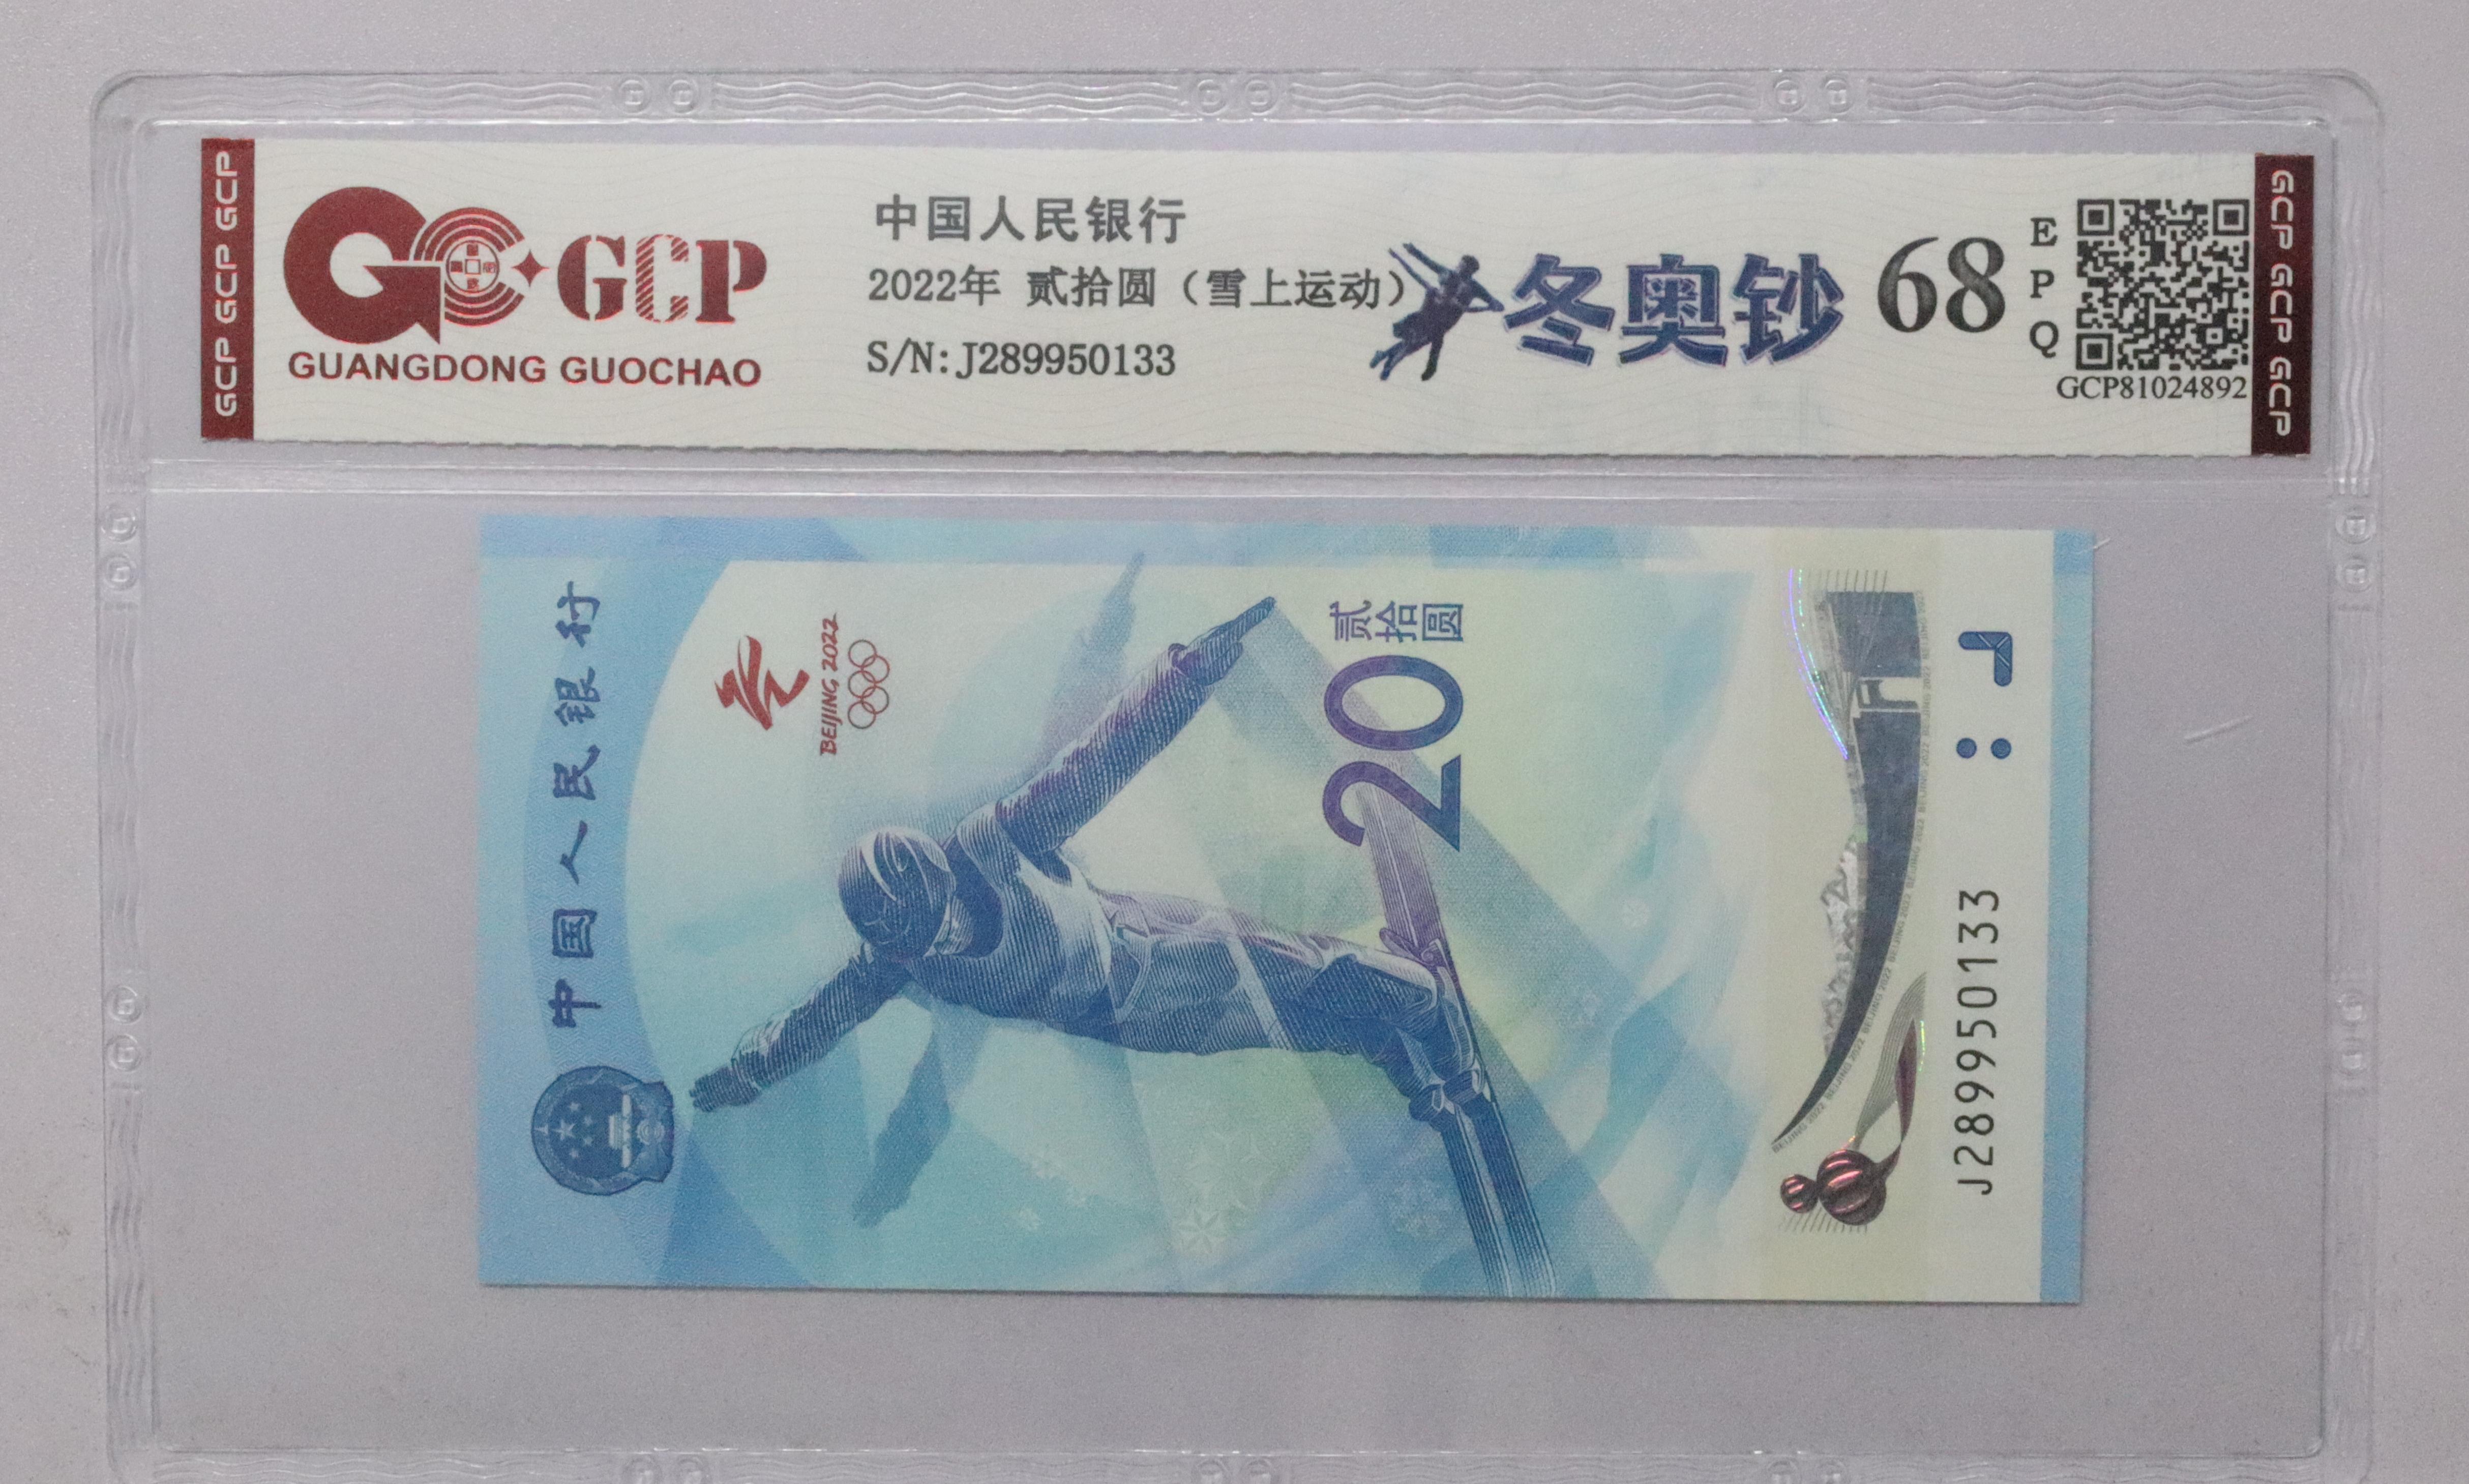 GCP GCP GCP
GCP
GUANGDONG GUOCHAO
中国人民银行
2022年 贰拾圆（雪上运动）
S/N:J289950133
冬奥钞
68
EPQ
GCP81024892
GCP GCP GCP
中国人民银行
BEIJING 2022
贰拾圆
20
J289950133